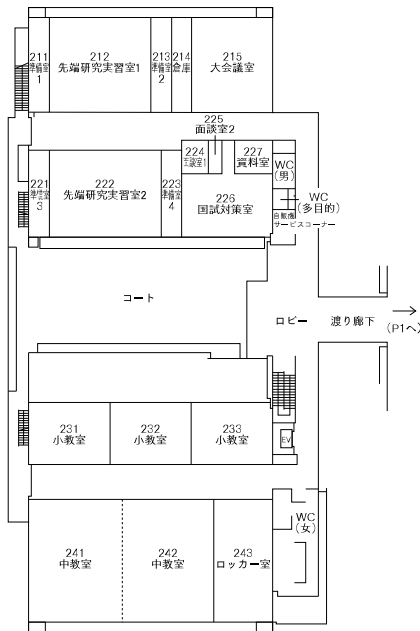 211
準備室
1
212
先端研究実習室1
213
準備室
2
214
倉庫
215
大会議室
225
面談室2
224
面談室1
227
資料室
WC
(男)
221
準備室
3
222
先端研究実習室2
223
準備室
4
226
国試対策室
WC
(多目的)
自販機
サービスコーナー
コート
ロビー
渡り廊下
(P1へ)
231
小教室
232
小教室
233
小教室
EV
241
中教室
242
中教室
243
ロッカー室
WC
(女)